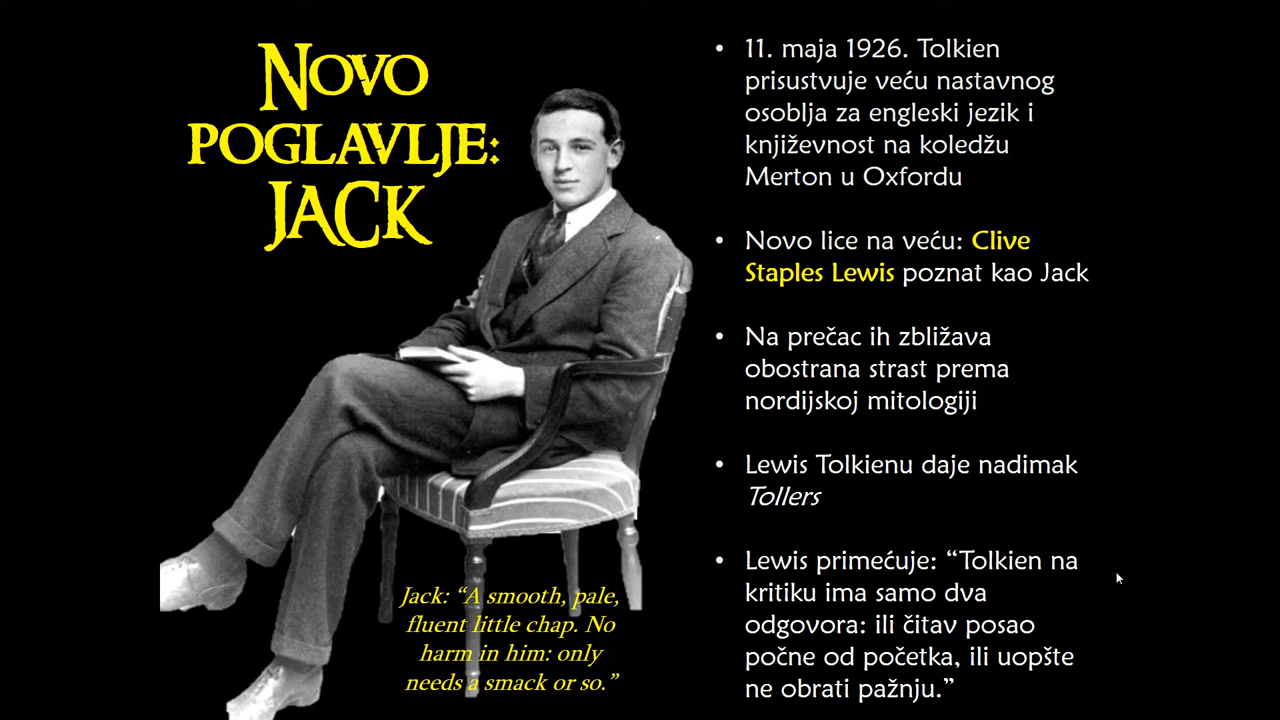 Novo
poglavlje:
Jack
Jack: “A smooth, pale,
fluent little chap. No
harm in him: only
needs a smack or so.”
• 11. maja 1926. Tolkien
prisustvuje veću nastavnog
osoblja za engleski jezik i
književnost na koledžu
Merton u Oxfordu
• Novo lice na veću: Clive
Staples Lewis poznat kao Jack
• Na prečac ih zbližava
obostrana strast prema
nordijskoj mitologiji
• Lewis Tolkienu daje nadimak
Tollers
• Lewis primećuje: “Tolkien na
kritiku ima samo dva
odgovora: ili čitav posao
počne od početka, ili uopšte
ne obrati pažnju.”